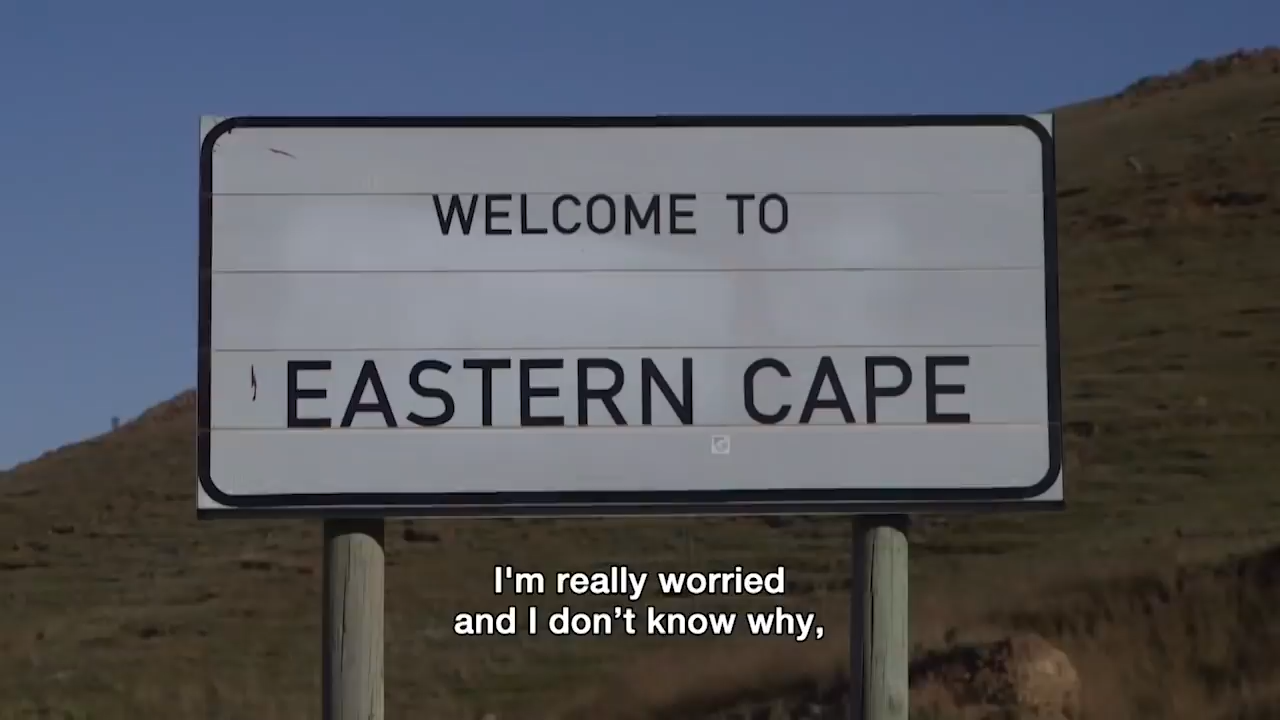 WELCOME TO
EASTERN CAPE
I'm really worried
and I don't know why,